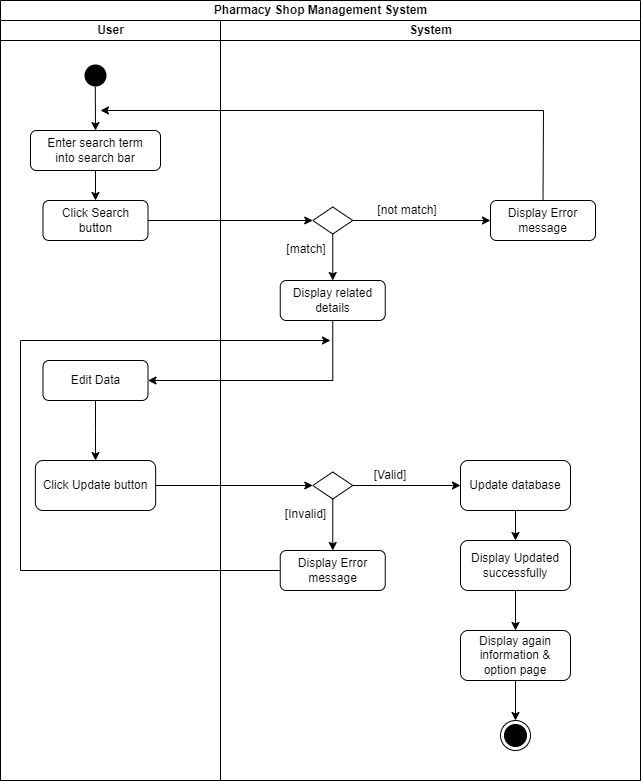 Pharmacy Shop Management System
User
System
Enter search term
into search bar
Click Search
button
[not match]
Display Error
message
[match]
Display related
details
Edit Data
Click Update button
[Valid]
Update database
[Invalid]
Display Error
message
Display Updated
successfully
Display again
information &
option page